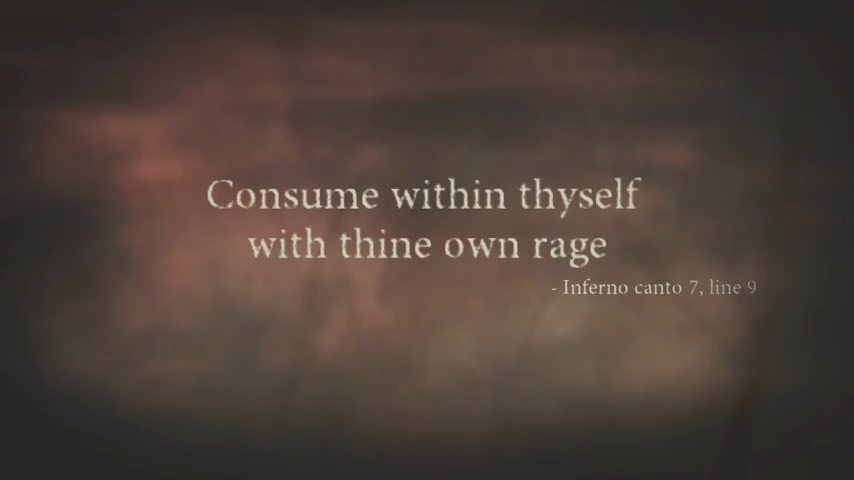 Consume within thyself
with thine own rage
- Inferno canto 7, line 9